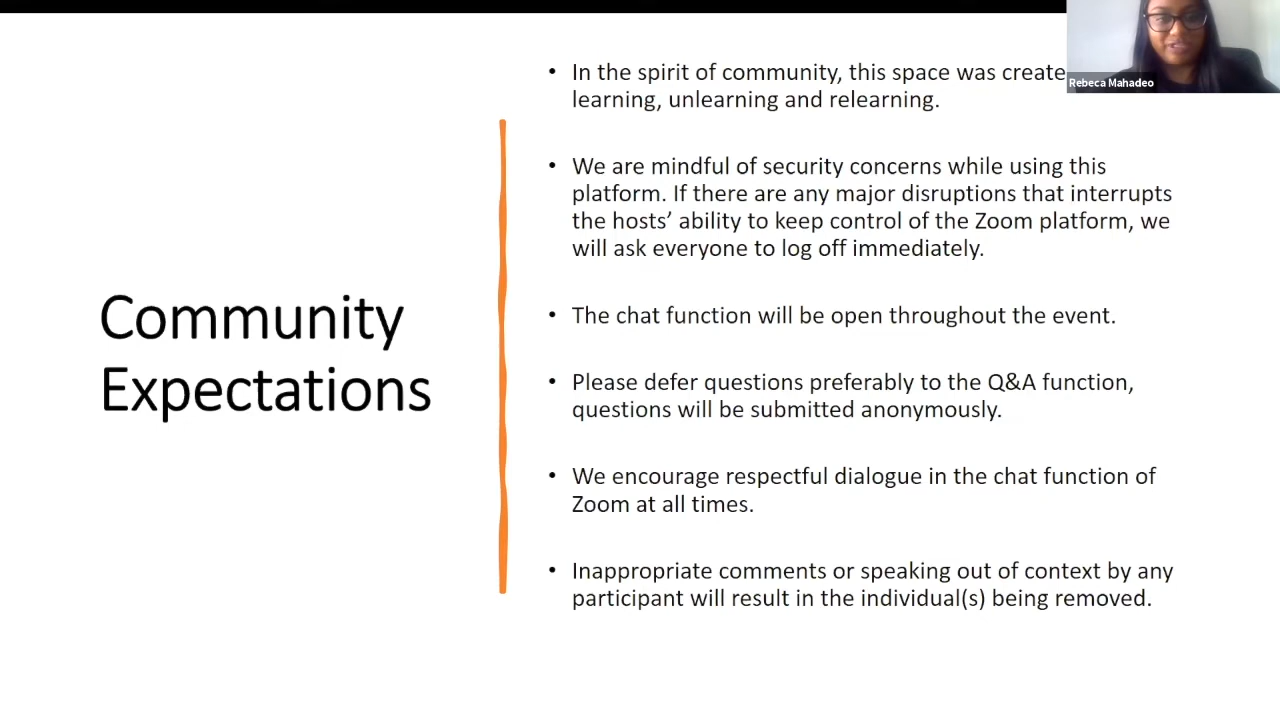 Community
Expectations
• In the spirit of community, this space was create
learning, unlearning and relearning.
• We are mindful of security concerns while using this
platform. If there are any major disruptions that interrupts
the hosts’ ability to keep control of the Zoom platform, we
will ask everyone to log off immediately.
• The chat function will be open throughout the event.
• Please defer questions preferably to the Q&A function,
questions will be submitted anonymously.
• We encourage respectful dialogue in the chat function of
Zoom at all times.
• Inappropriate comments or speaking out of context by any
participant will result in the individual(s) being removed.
Rebeca Mahadeo